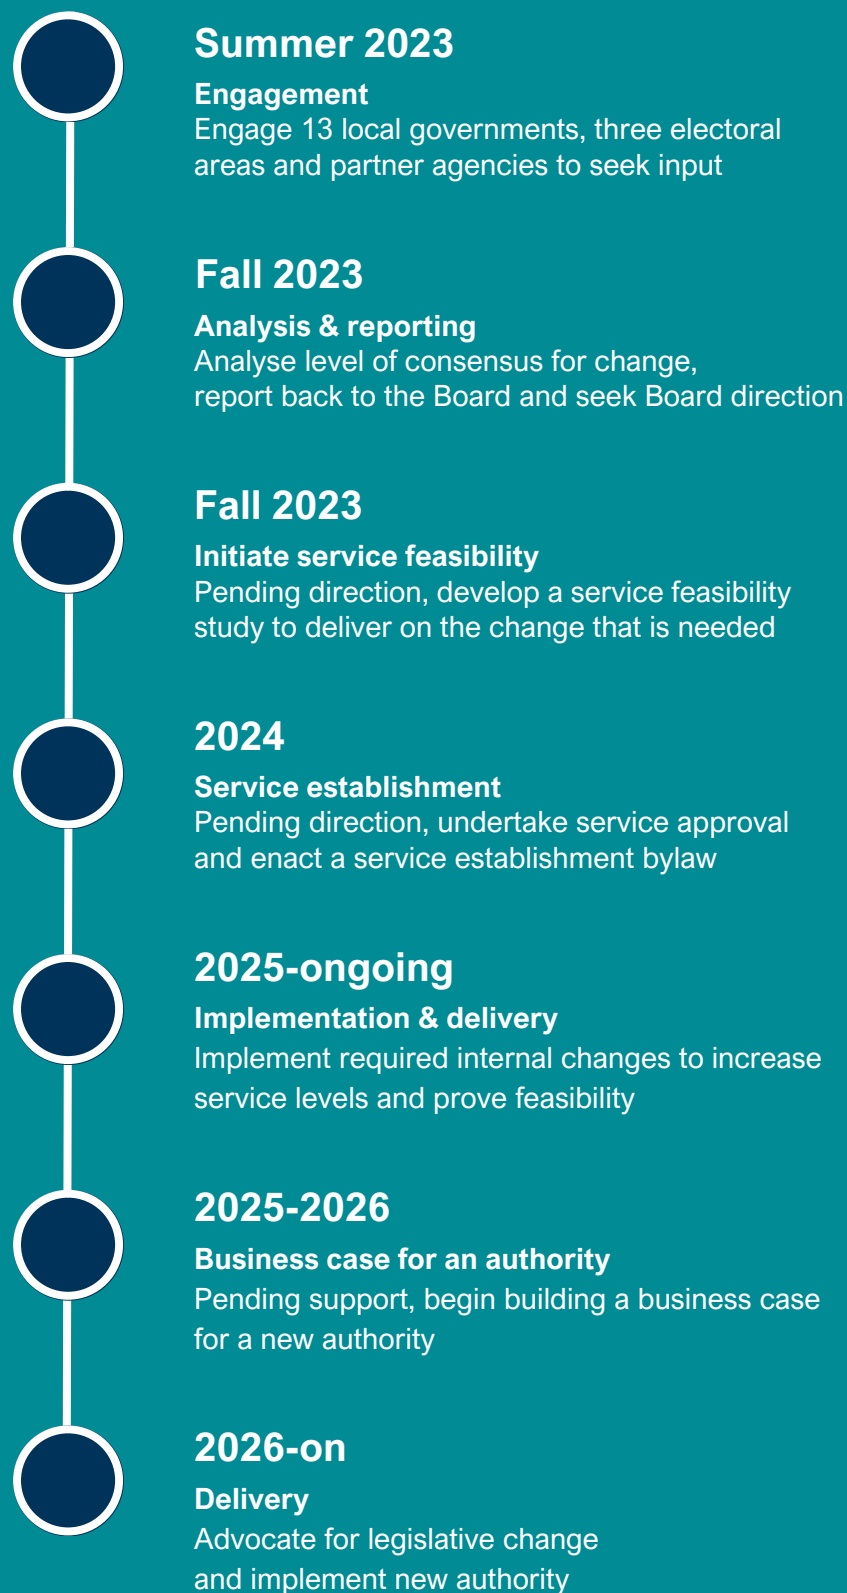 Summer 2023
Engagement
Engage 13 local governments, three electoral
areas and partner agencies to seek input
Fall 2023
Analysis & reporting
Analyse level of consensus for change,
report back to the Board and seek Board direction
Fall 2023
Initiate service feasibility
Pending direction, develop a service feasibility
study to deliver on the change that is needed
2024
Service establishment
Pending direction, undertake service approval
and enact a service establishment bylaw
2025-ongoing
Implementation & delivery
Implement required internal changes to increase
service levels and prove feasibility
2025-2026
Business case for an authority
Pending support, begin building a business case
for a new authority
2026-on
Delivery
Advocate for legislative change
and implement new authority